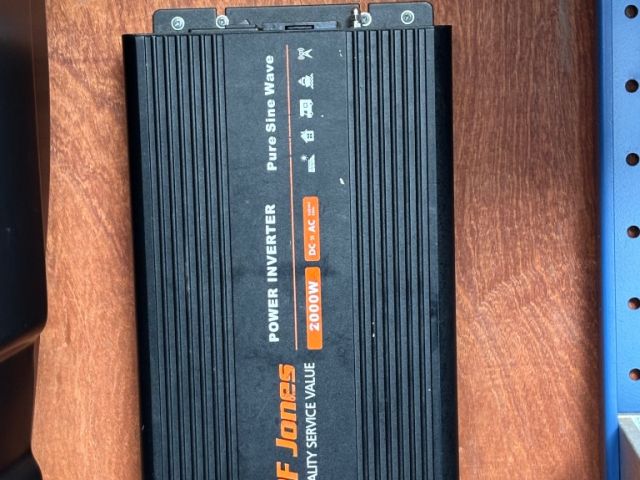 F Jones
ALITY SERVICE VALUE
POWER INVERTER Pure Sine Wave
2000W DC AC